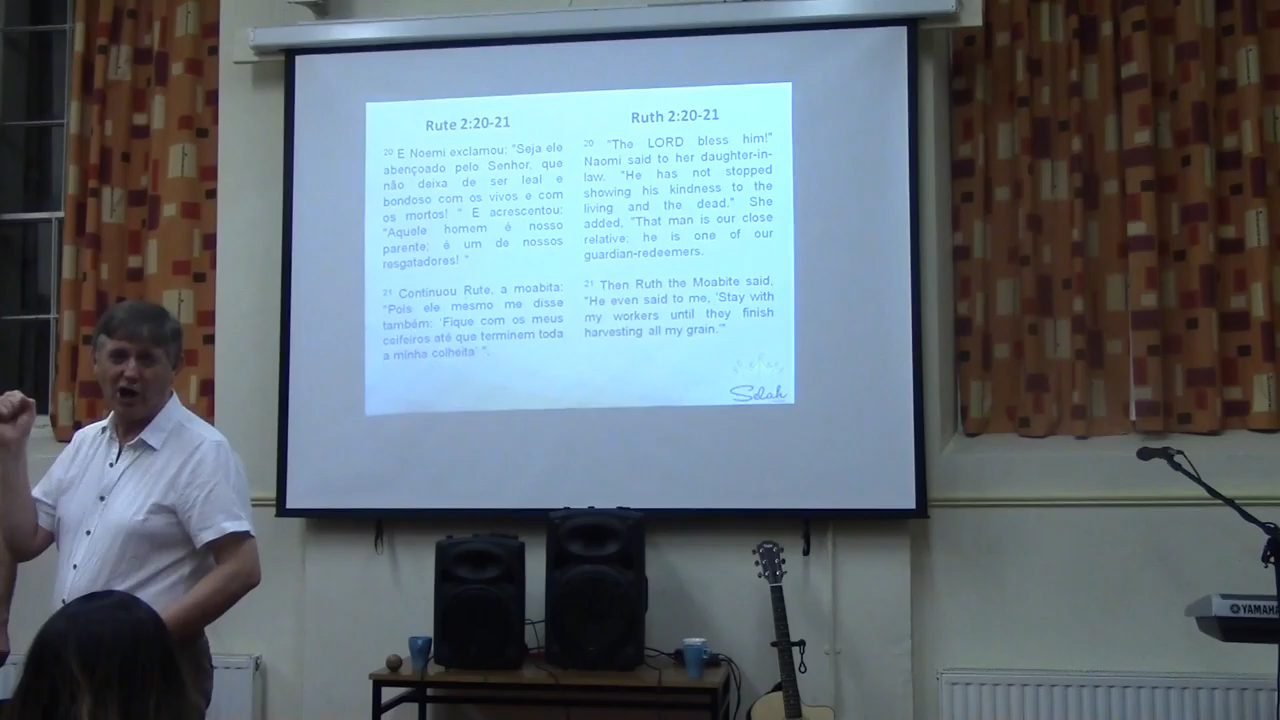 Rute 2:20-21
20 E Noemi exclamou: "Seja ele
abençoado pelo Senhor, que
não deixa de ser leal e
bondoso com os vivos e com
os mortos! " E acrescentou:
"Aquele homem é nosso
parente; é um de nossos
resgatadores! "
21 Continuou Rute, a moabita:
"Pois ele mesmo me disse
também: 'Fique com os meus
ceifeiros até que terminem toda
a minha colheita' ".
Ruth 2:20-21
20 "The LORD bless him!"
Naomi said to her daughter-in-
law. "He has not stopped
showing his kindness to the
living and the dead." She
added, "That man is our close
relative; he is one of our
guardian-redeemers.
21 Then Ruth the Moabite said,
"He even said to me, 'Stay with
my workers until they finish
harvesting all my grain.'"
Selah
YAMAHA